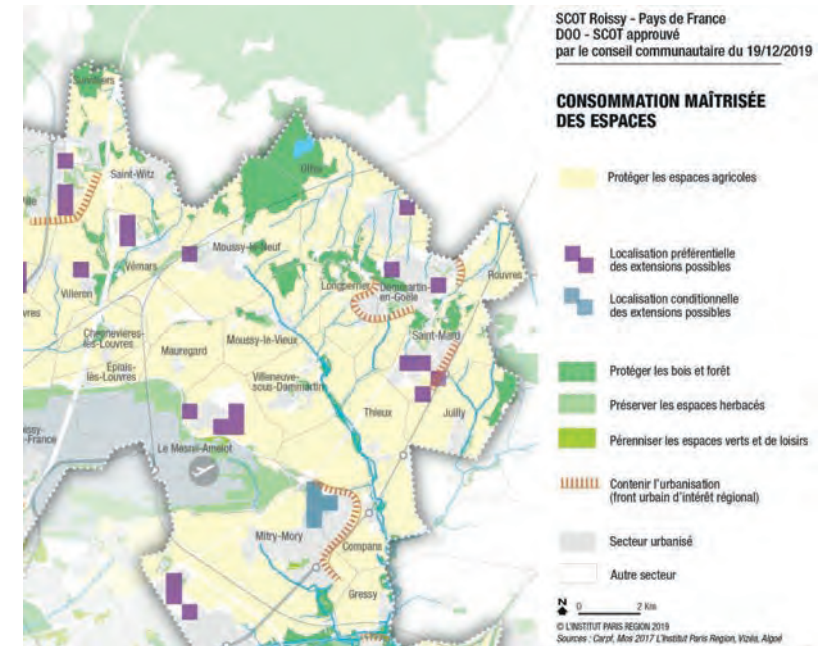 SCOT Roissy - Pays de France
DOO - SCOT approuvé
par le conseil communautaire du 19/12/2019
CONSOMMATION MAÎTRISÉE
DES ESPACES
Protéger les espaces agricoles
Localisation préférentielle
des extensions possibles
Localisation conditionnelle
des extensions possibles
Protéger les bois et forêt
Préserver les espaces herbacés
Pérenniser les espaces verts et de loisirs
Contenir l'urbanisation
(front urbain d'intérêt régional)
Secteur urbanisé
Autre secteur
N 0 2 Km
© L'INSTITUT PARIS REGION 2019
Sources : Carpf, Mos 2017 L'Institut Paris Region, Vizéa, Algoé
Survilliers
Saint-Witz
Othis
Moussy-le-Neuf
Vémars
Villeron
Longperrier
Dammartin-
en-Goële
Rouvres
Chennevières-
lès-Louvres
Mauregard
Moussy-le-Vieux
Saint-Mard
Epiais-
lès-Louvres
Villeneuve-
sous-Dammartin
Thieux
Juilly
-France
Le Mesnil-Amelot
Mitry-Mory
Compans
Gressy